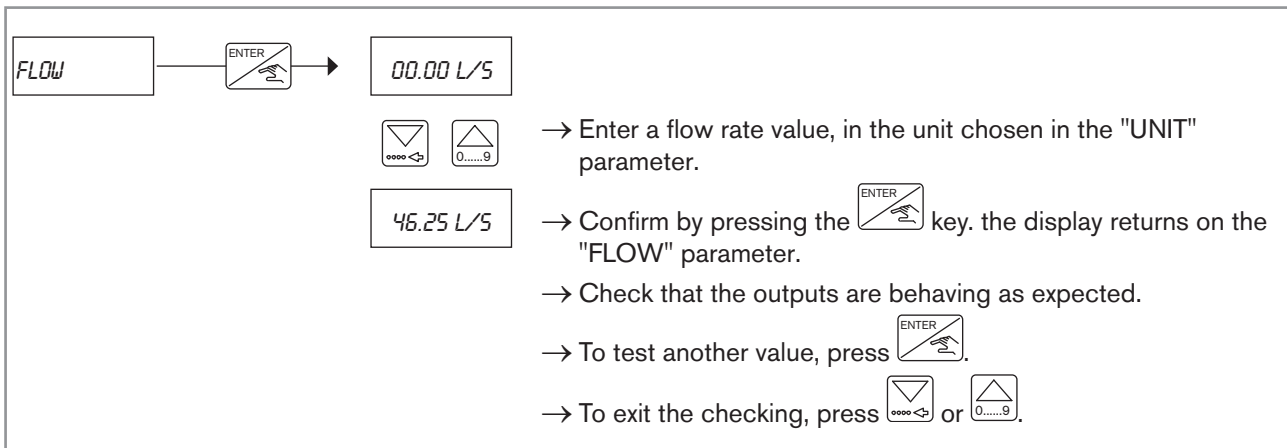 FLOW ENTER 00.00 L/S
0......9 → Enter a flow rate value, in the unit chosen in the "UNIT"
parameter.
46.25 L/S → Confirm by pressing the ENTER key. the display returns on the
"FLOW" parameter.
→ Check that the outputs are behaving as expected.
→ To test another value, press ENTER.
→ To exit the checking, press or 0......9.